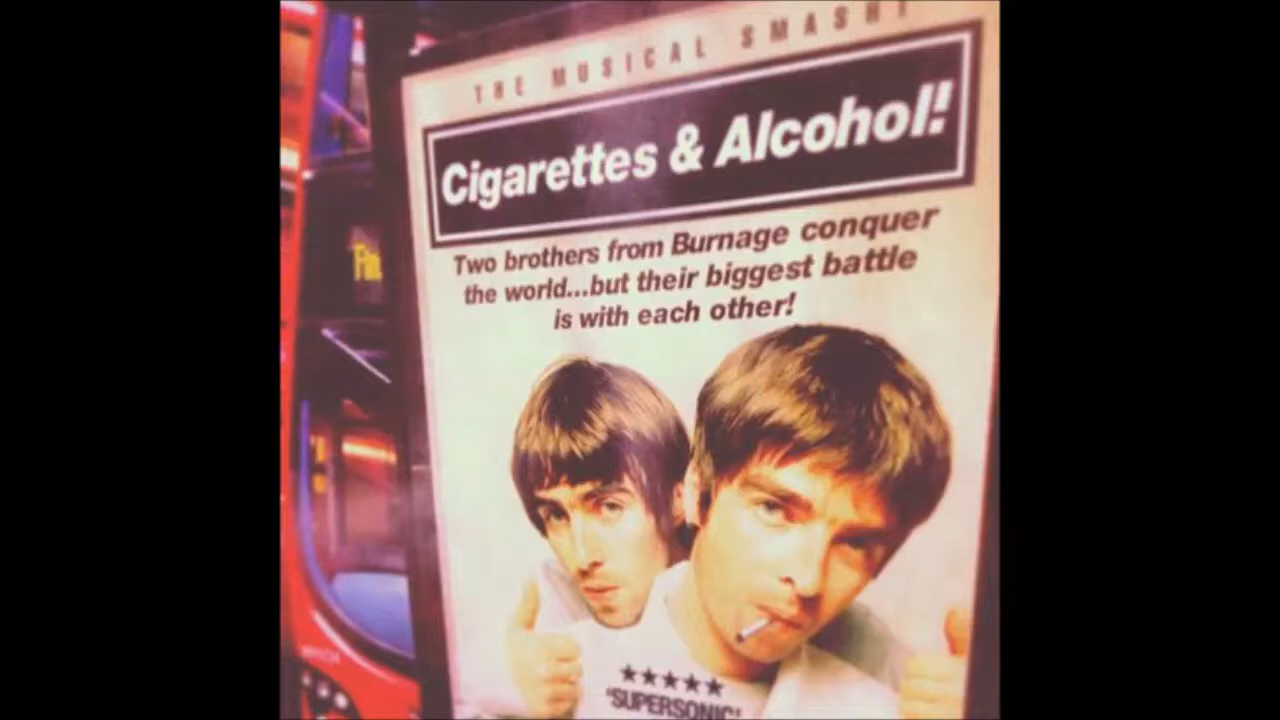 THE MUSICAL SMASH!
Cigarettes & Alcohol!
Two brothers from Burnage conquer
the world...but their biggest battle
is with each other!
★★★★★
'SUPERSONIC'